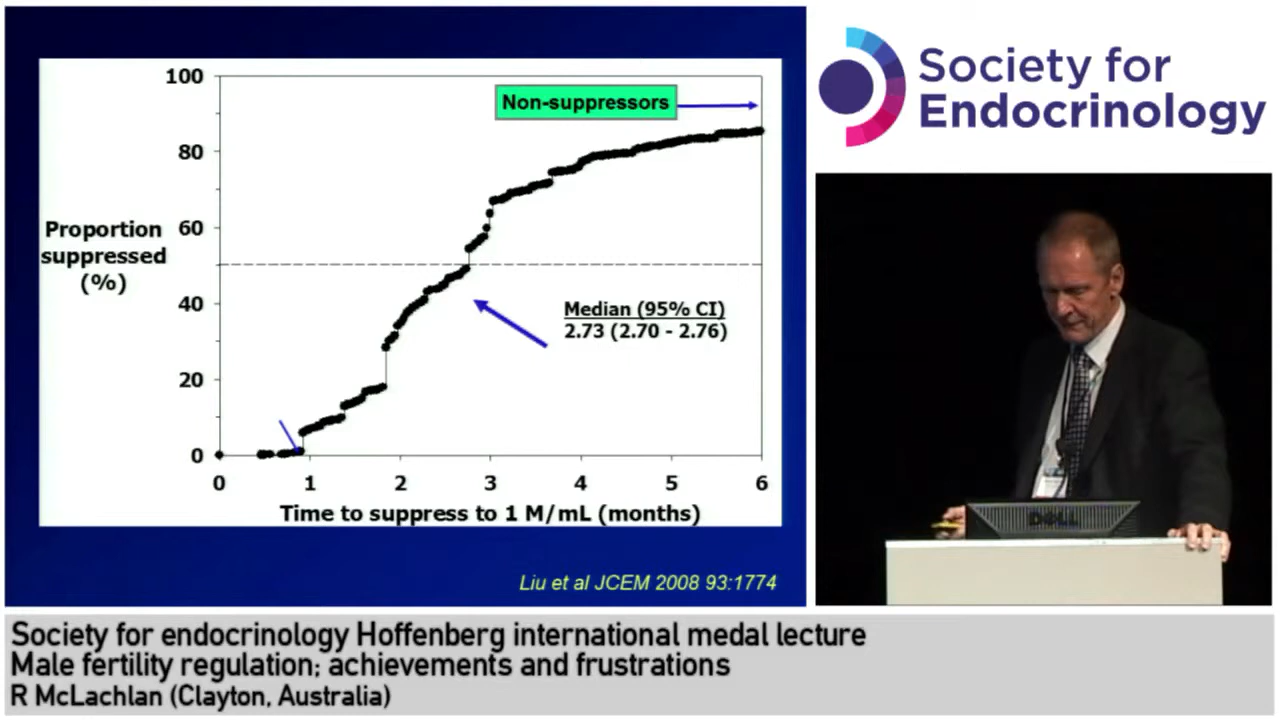 100
80
60
40
20
0
Proportion
suppressed
(%)
Non-suppressors
Median (95% CI)
2.73 (2.70 - 2.76)
0 1 2 3 4 5 6
Time to suppress to 1 M/mL (months)
Liu et al JCEM 2008 93:1774
Society for
Endocrinology
DELL
Society for endocrinology Hoffenberg international medal lecture
Male fertility regulation; achievements and frustrations
R McLachlan (Clayton, Australia)